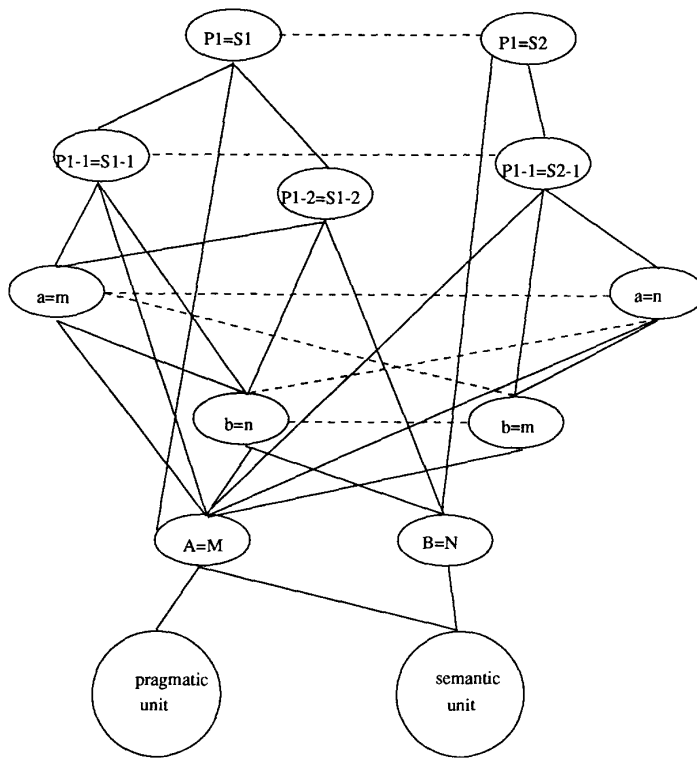 P1=S1
P1=S2
P1-1=S1-1
P1-1=S2-1
P1-2=S1-2
a=m
a=n
b=n
b=m
A=M
B=N
pragmatic
unit
semantic
unit